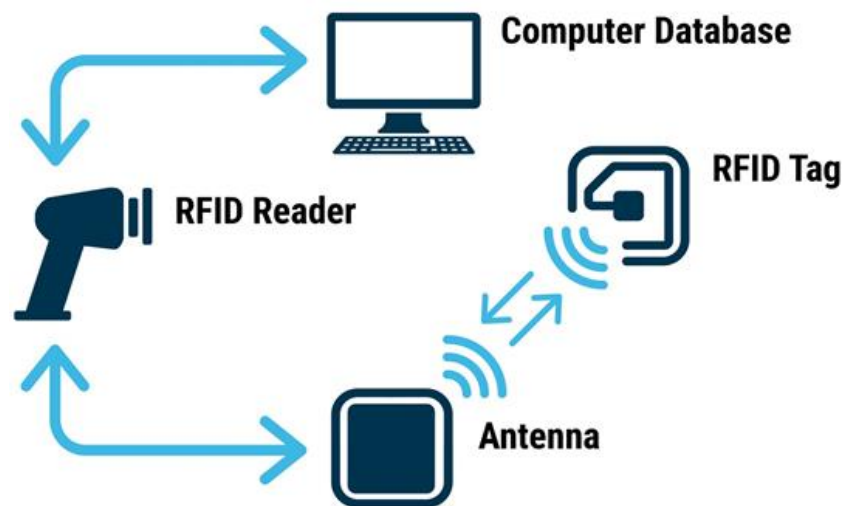 Computer Database
RFID Tag
RFID Reader
Antenna